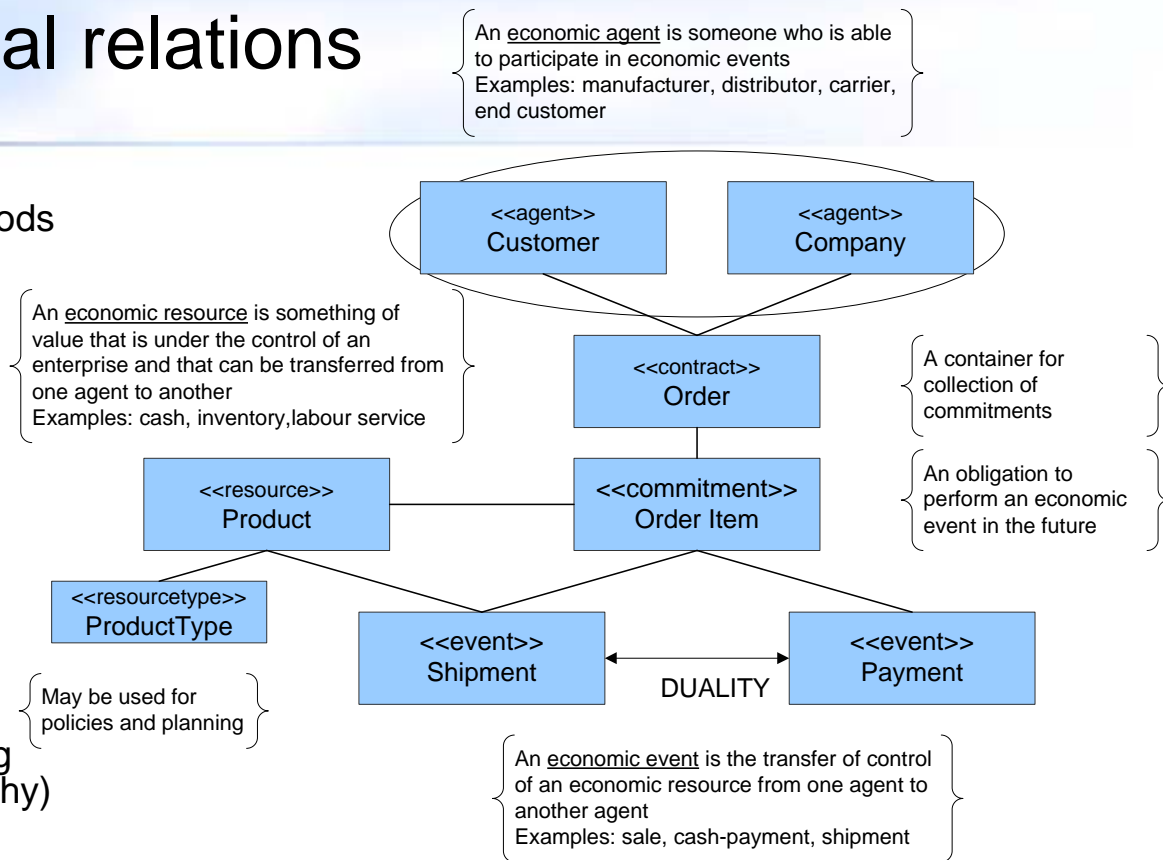 al relations
An economic agent is someone who is able
to participate in economic events
Examples: manufacturer, distributor, carrier,
end customer
ods
<<agent>>
Customer
<<agent>>
Company
An economic resource is something of
value that is under the control of an
enterprise and that can be transferred from
one agent to another
Examples: cash, inventory,labour service
<<contract>>
Order
A container for
collection of
commitments
<<resource>>
Product
<<commitment>>
Order Item
An obligation to
perform an economic
event in the future
<<resourcetype>>
ProductType
<<event>>
Shipment
DUALITY
<<event>>
Payment
May be used for
policies and planning
g
hy)
An economic event is the transfer of control
of an economic resource from one agent to
another agent
Examples: sale, cash-payment, shipment